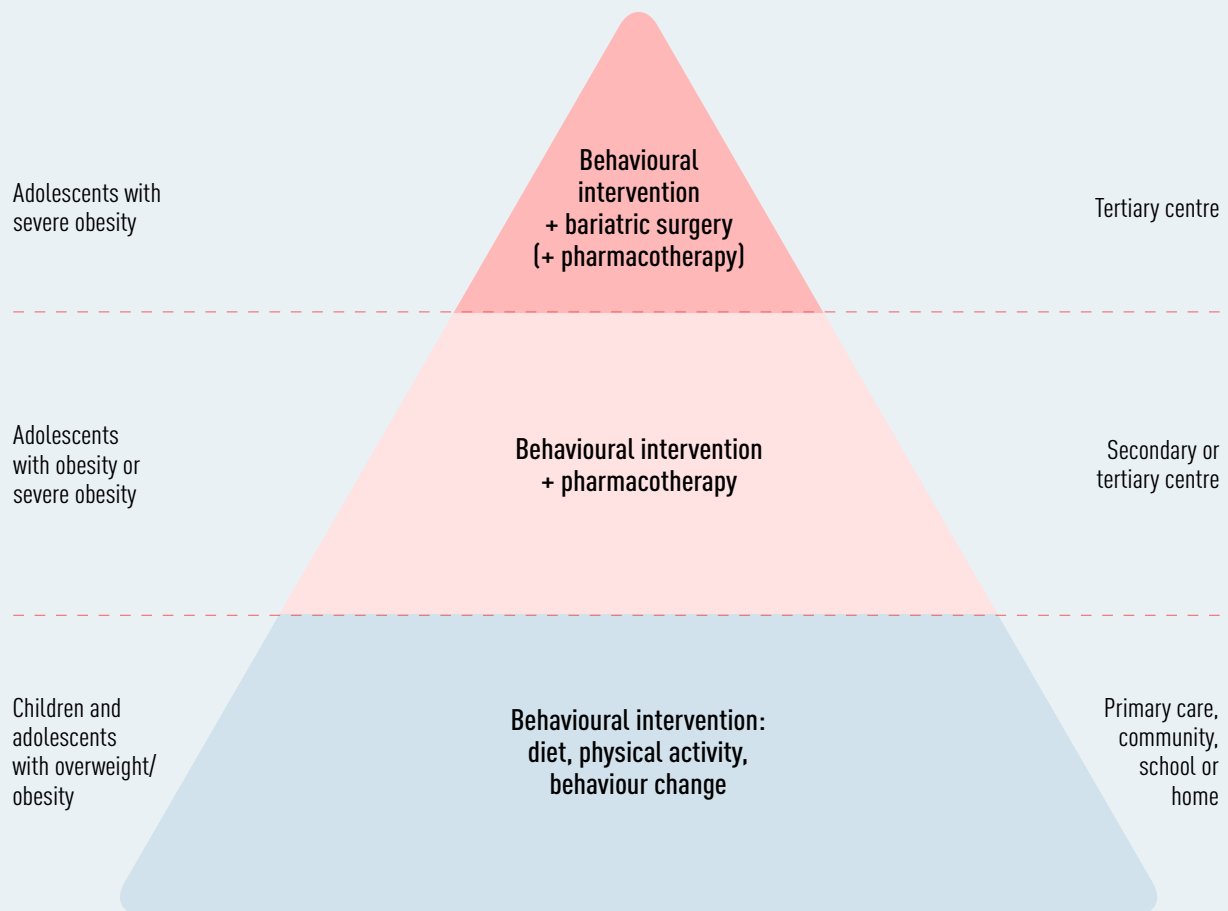 Adolescents with
severe obesity
Behavioural
intervention
+ bariatric surgery
(+ pharmacotherapy)
Tertiary centre
Adolescents
with obesity or
severe obesity
Behavioural intervention
+ pharmacotherapy
Secondary or
tertiary centre
Children and
adolescents
with overweight/
obesity
Behavioural intervention:
diet, physical activity,
behaviour change
Primary care,
community,
school or
home